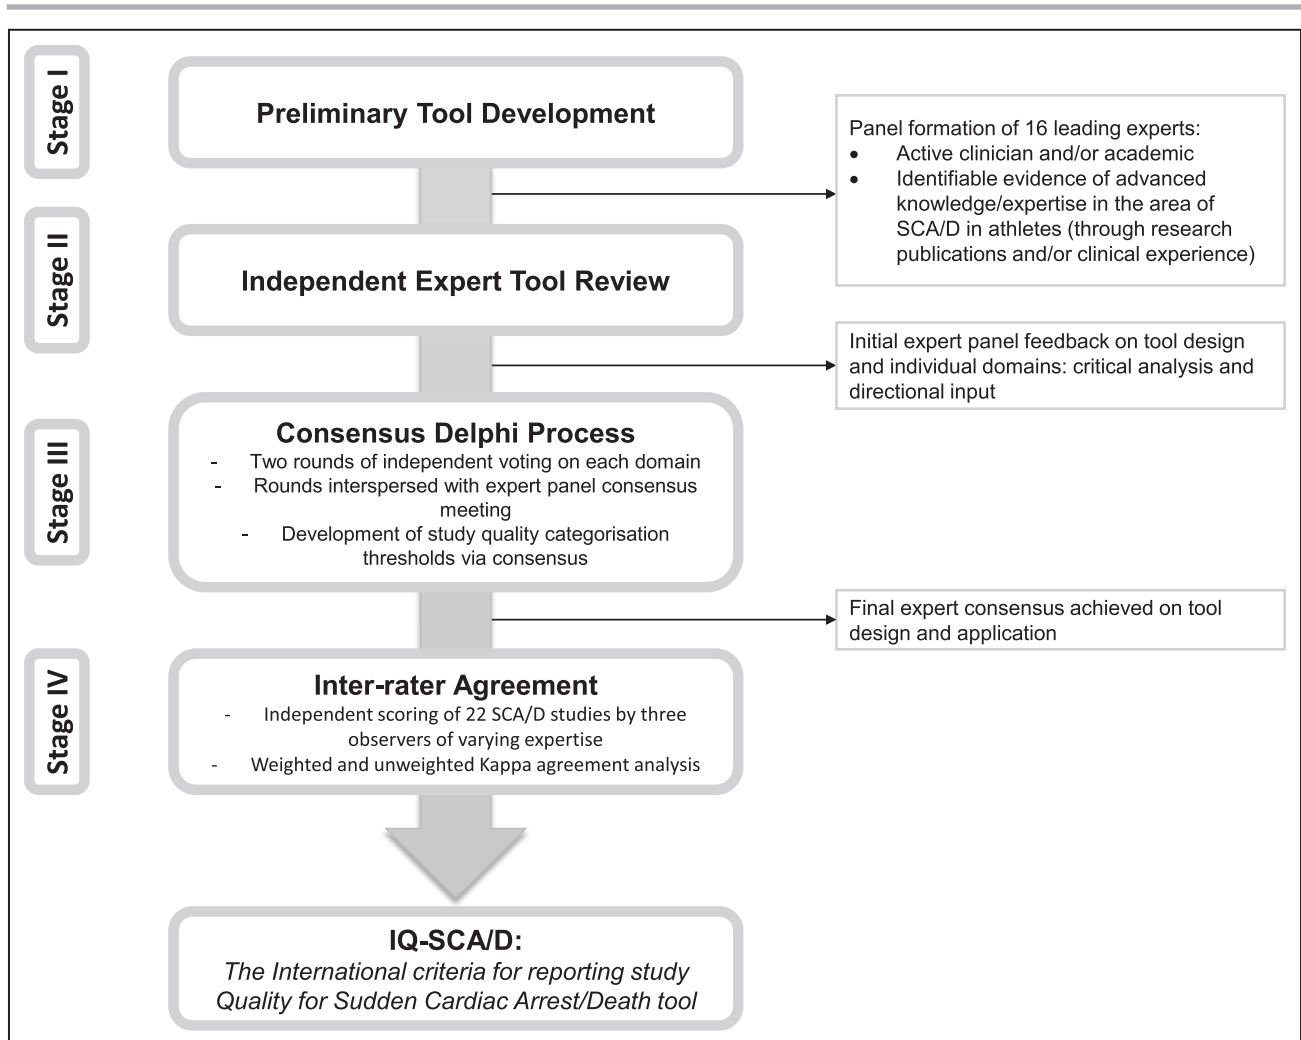 Stage I
Preliminary Tool Development
Panel formation of 16 leading experts:
• Active clinician and/or academic
• Identifiable evidence of advanced
knowledge/expertise in the area of
SCA/D in athletes (through research
publications and/or clinical experience)
Stage II
Independent Expert Tool Review
Initial expert panel feedback on tool design
and individual domains: critical analysis and
directional input
Stage III
Consensus Delphi Process
- Two rounds of independent voting on each domain
- Rounds interspersed with expert panel consensus
meeting
- Development of study quality categorisation
thresholds via consensus
Final expert consensus achieved on tool
design and application
Stage IV
Inter-rater Agreement
- Independent scoring of 22 SCA/D studies by three
observers of varying expertise
- Weighted and unweighted Kappa agreement analysis
IQ-SCA/D:
The International criteria for reporting study
Quality for Sudden Cardiac Arrest/Death tool